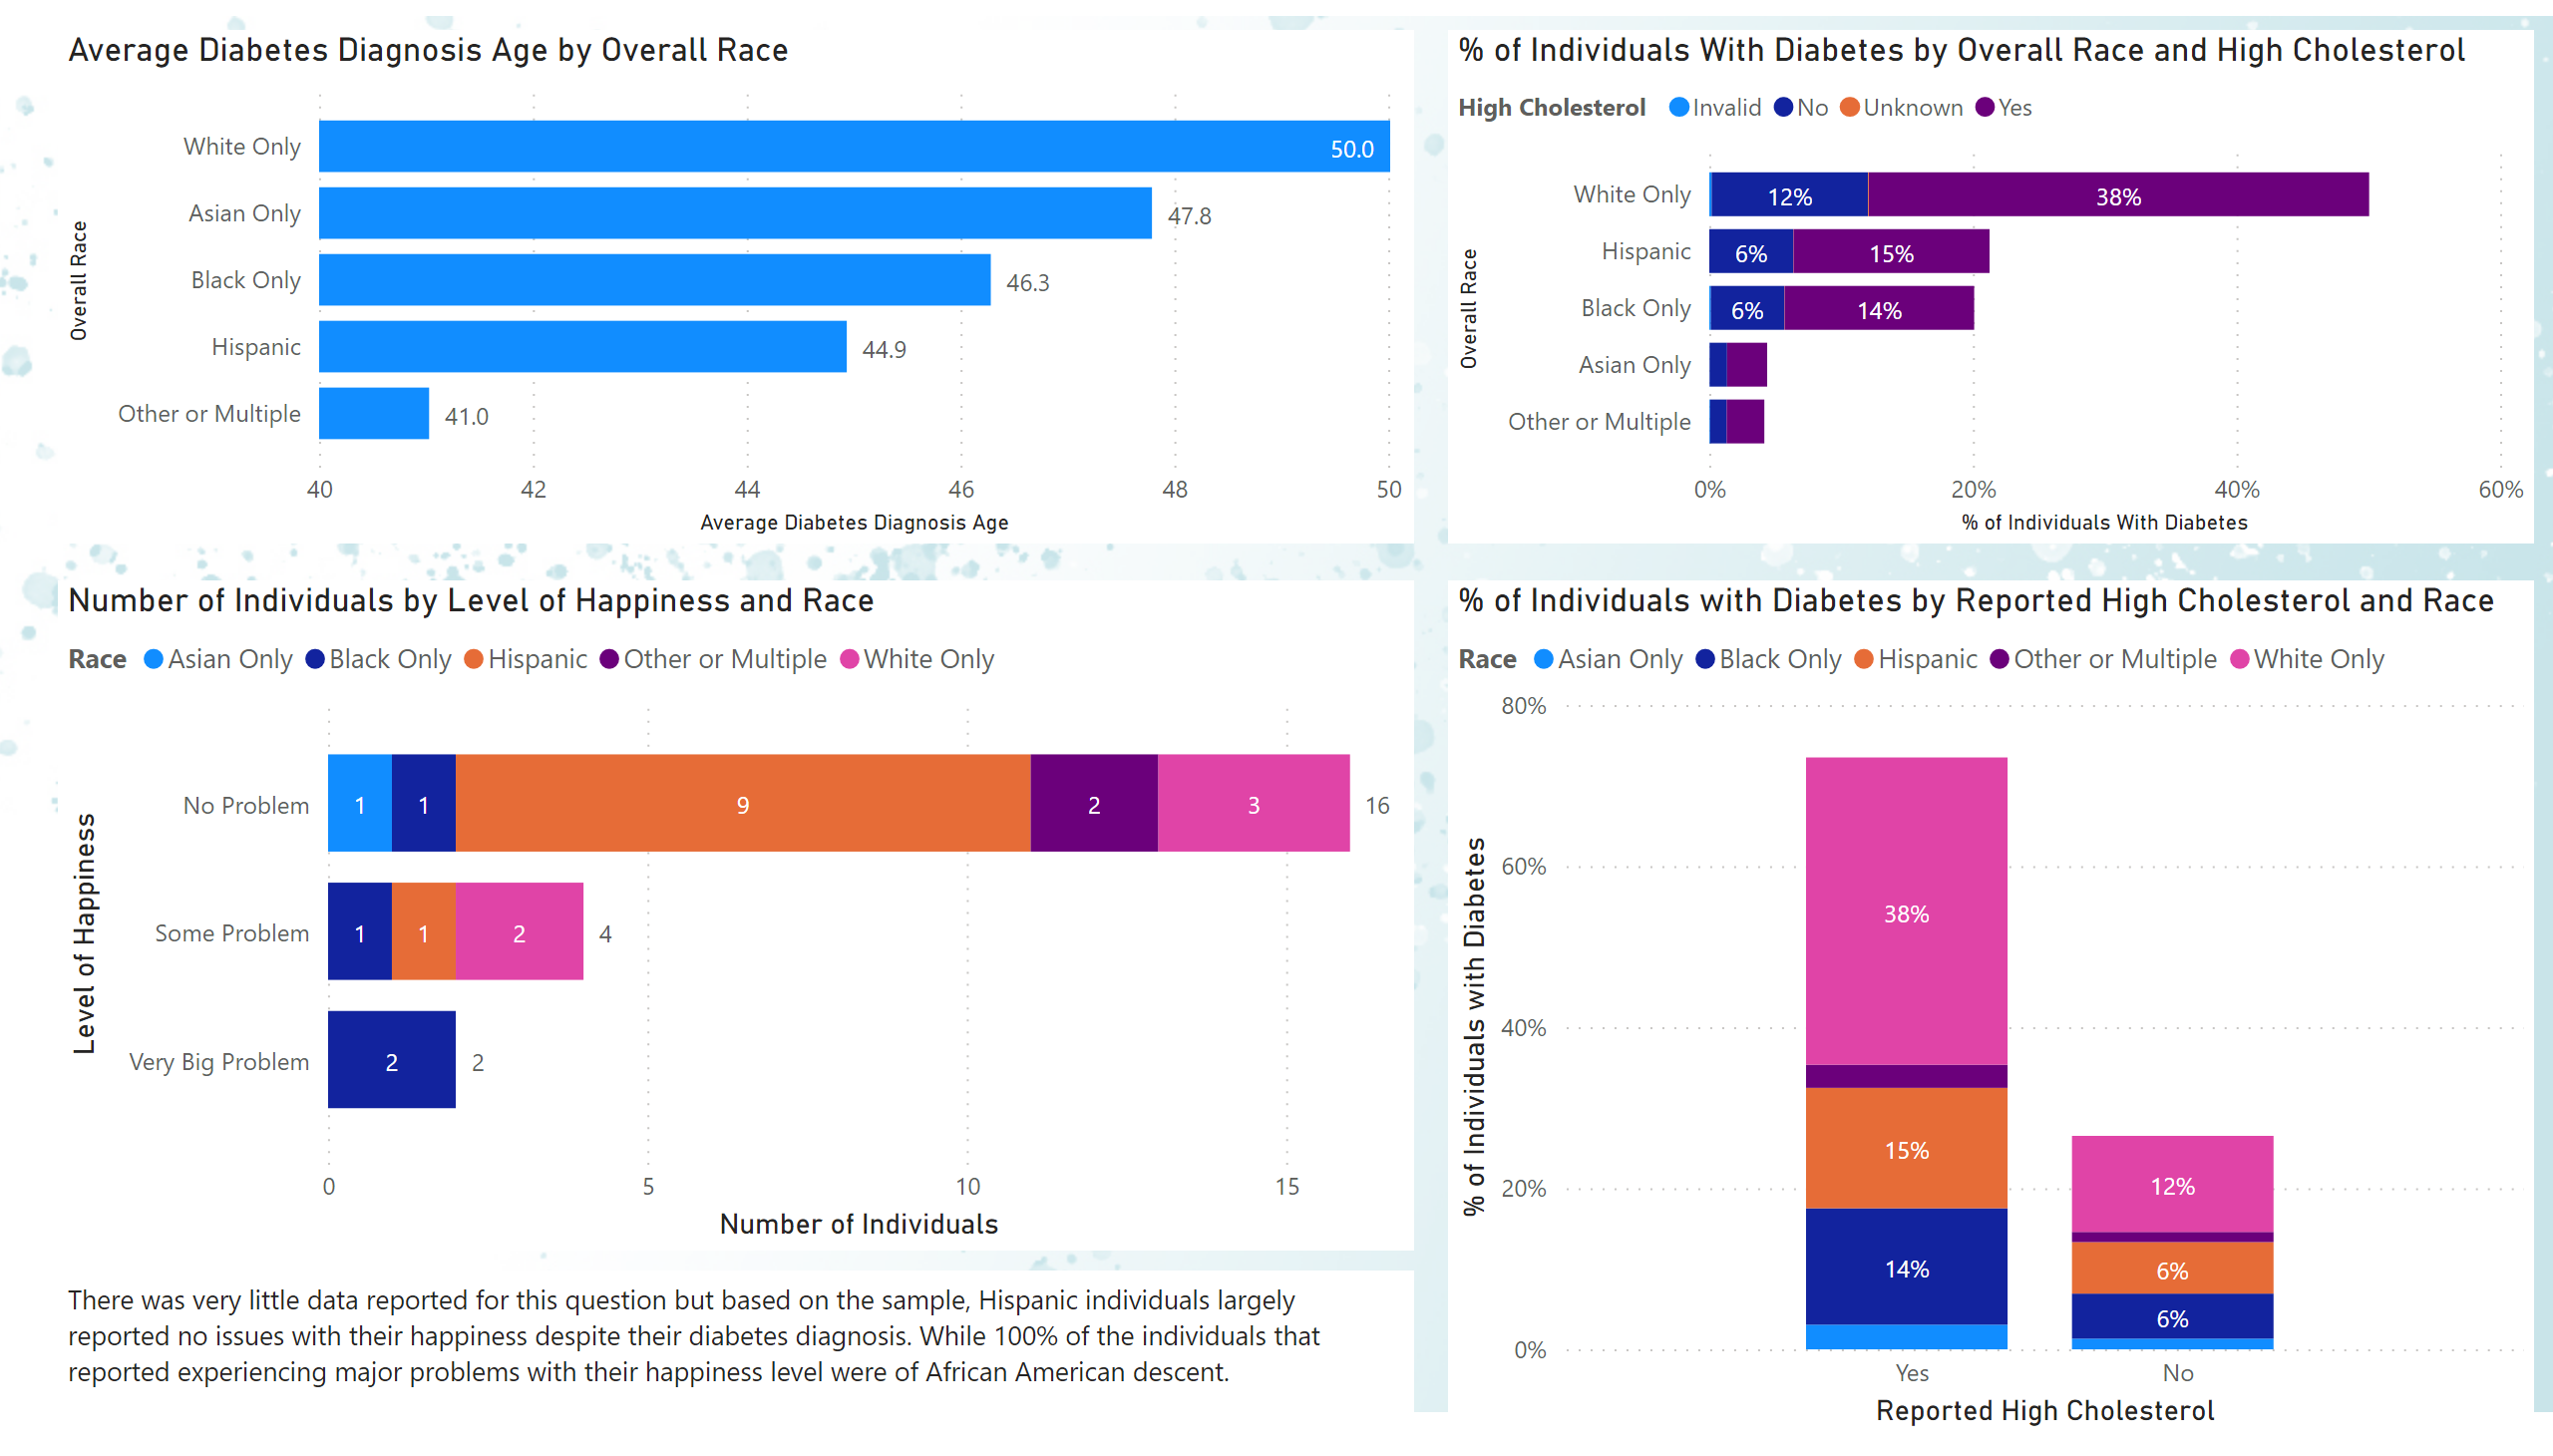 Average Diabetes Diagnosis Age by Overall Race
Overall Race
White Only 50.0
Asian Only 47.8
Black Only 46.3
Hispanic 44.9
Other or Multiple 41.0
40 42 44 46 48 50
Average Diabetes Diagnosis Age
% of Individuals With Diabetes by Overall Race and High Cholesterol
High Cholesterol Invalid No Unknown Yes
Overall Race
White Only 12% 38%
Hispanic 6% 15%
Black Only 6% 14%
Asian Only
Other or Multiple
0% 20% 40% 60%
% of Individuals With Diabetes
Number of Individuals by Level of Happiness and Race
Race Asian Only Black Only Hispanic Other or Multiple White Only
Level of Happiness
No Problem 1 1 9 2 3 16
Some Problem 1 1 2 4
Very Big Problem 2 2
0 5 10 15
Number of Individuals
There was very little data reported for this question but based on the sample, Hispanic individuals largely
reported no issues with their happiness despite their diabetes diagnosis. While 100% of the individuals that
reported experiencing major problems with their happiness level were of African American descent.
% of Individuals with Diabetes by Reported High Cholesterol and Race
Race Asian Only Black Only Hispanic Other or Multiple White Only
% of Individuals with Diabetes
80%
60%
40%
20%
0%
38%
15%
14%
12%
6%
6%
Yes No
Reported High Cholesterol